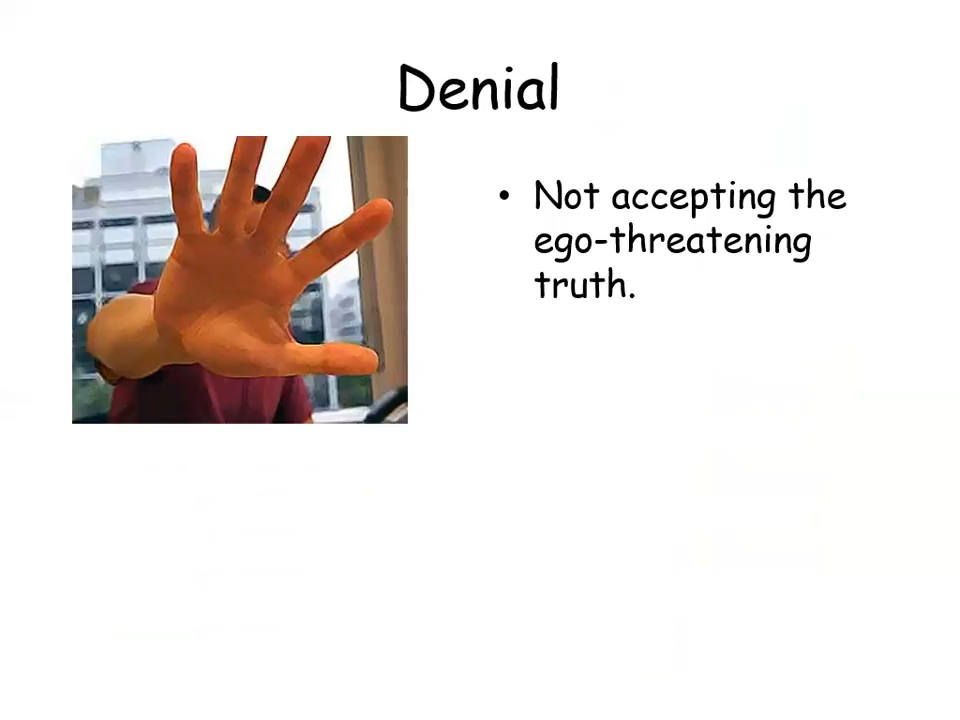 Denial
• Not accepting the
ego-threatening
truth.